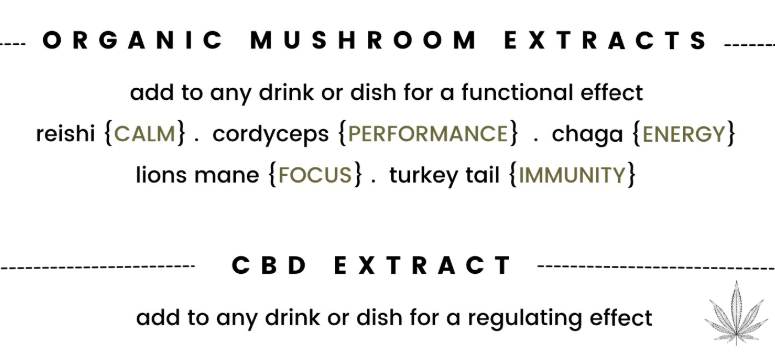 ORGANIC MUSHROOM EXTRACTS
add to any drink or dish for a functional effect
reishi {CALM} . cordyceps {PERFORMANCE} . chaga {ENERGY}
lions mane {FOCUS} . turkey tail {IMMUNITY}
CBD EXTRACT
add to any drink or dish for a regulating effect